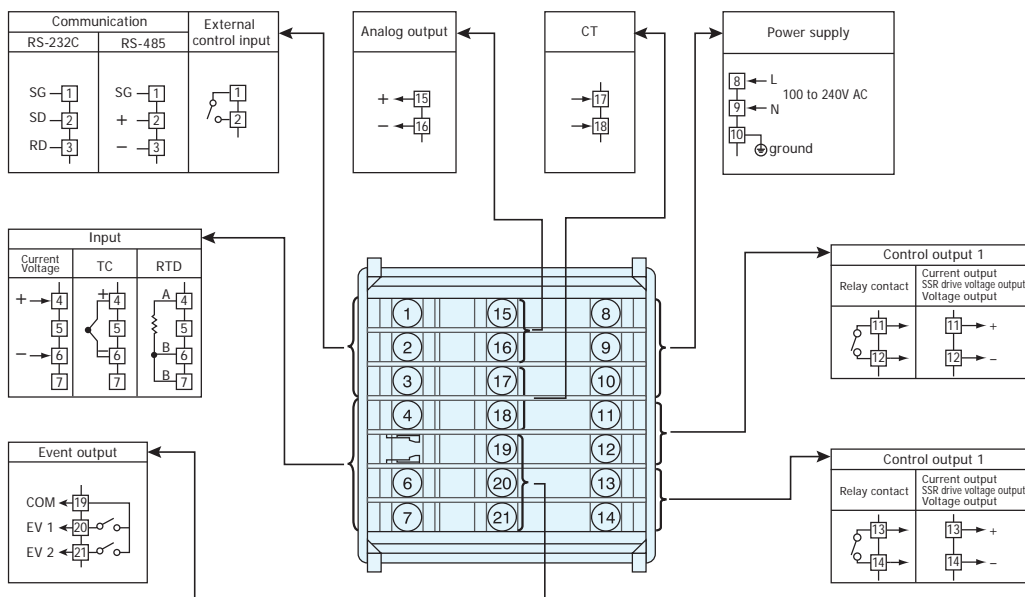 Communication
RS-232C
RS-485
External
control input
SG 1
SD 2
RD 3
SG 1
+ 2
− 3
1
2
Analog output
+ 15
− 16
CT
17
18
Power supply
8 L
100 to 240V AC
9 N
10
ground
Input
Current
Voltage
TC
RTD
+ 4
5
− 6
7
+ 4
5
− 6
7
A 4
5
B 6
B 7
Event output
COM 19
EV 1 20
EV 2 21
1 15 8
2 16 9
3 17 10
4 18 11
19 12
6 20 13
7 21 14
Control output 1
Relay contact
Current output
SSR drive voltage output
Voltage output
11
12
11 +
12 −
Control output 1
Relay contact
Current output
SSR drive voltage output
Voltage output
13
14
13 +
14 −